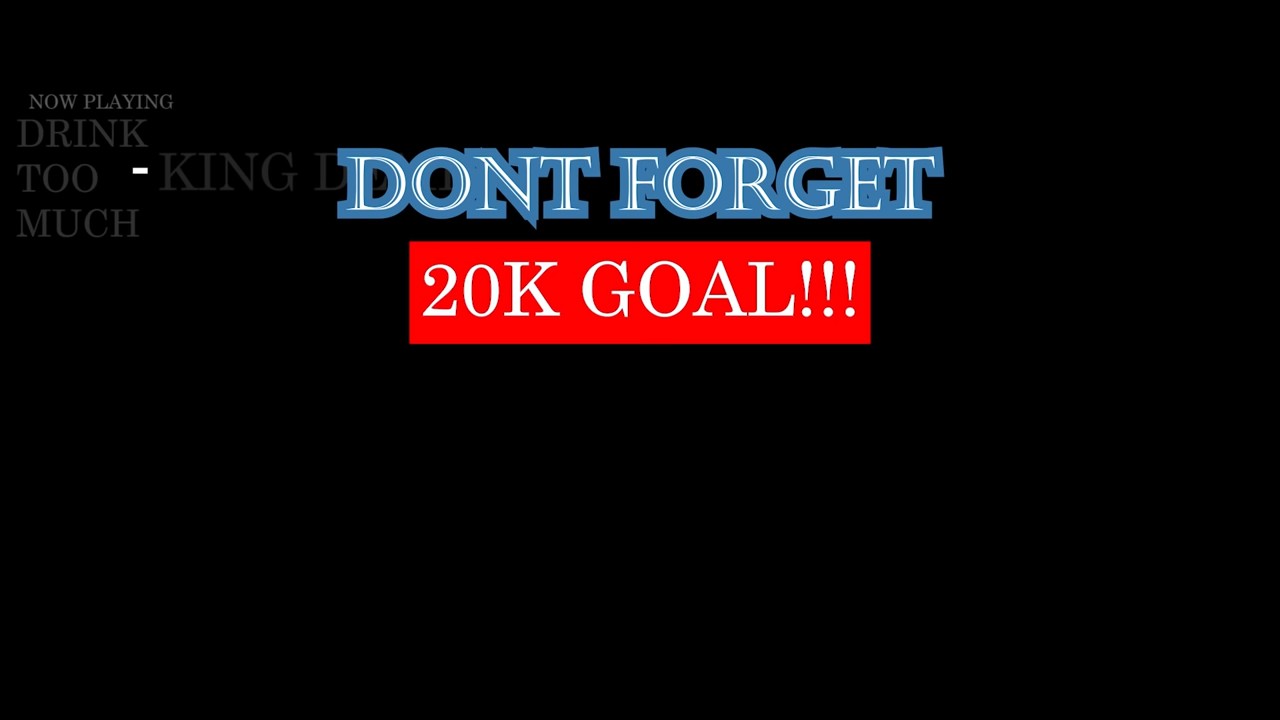 NOW PLAYING
DRINK
TOO
MUCH
- KING
DONT FORGET
20K GOAL!!!